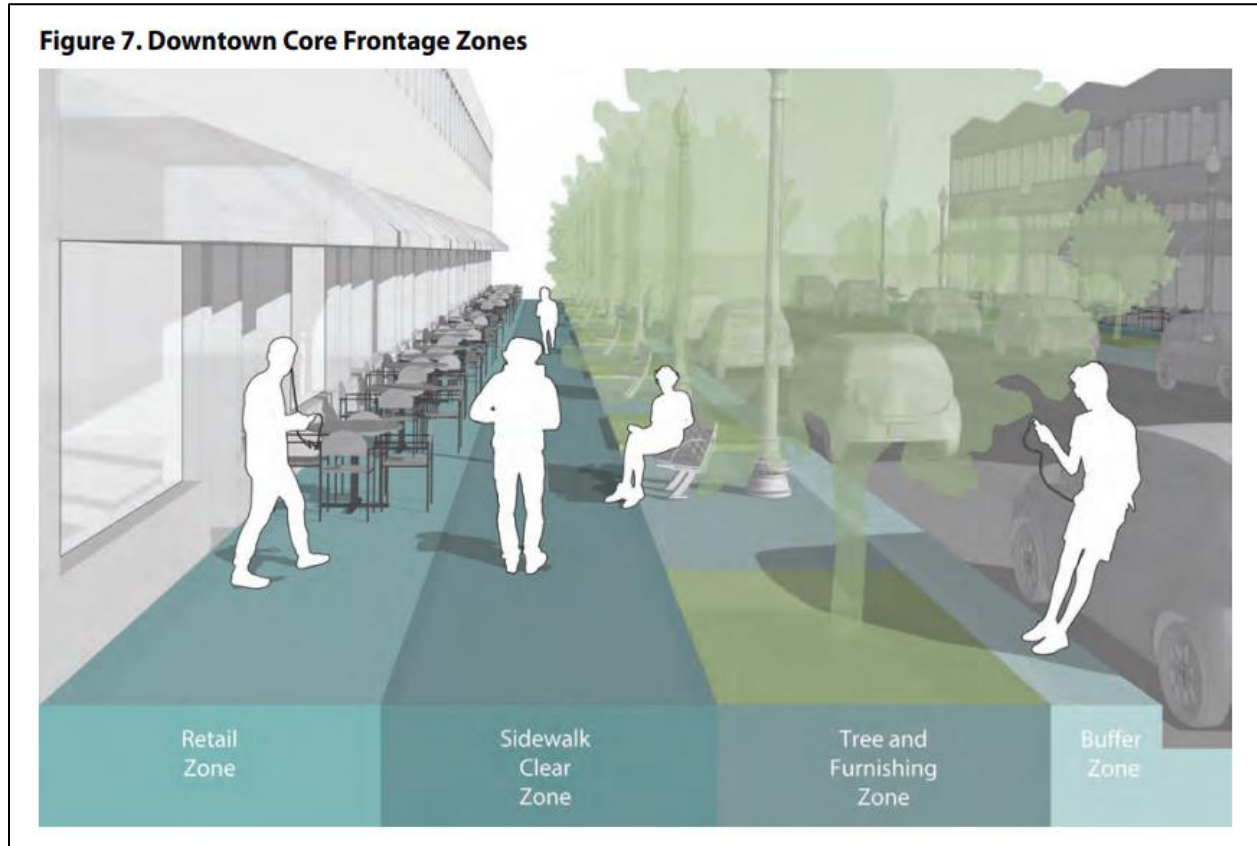 Figure 7. Downtown Core Frontage Zones
Retail
Zone
Sidewalk
Clear
Zone
Tree and
Furnishing
Zone
Buffer
Zone